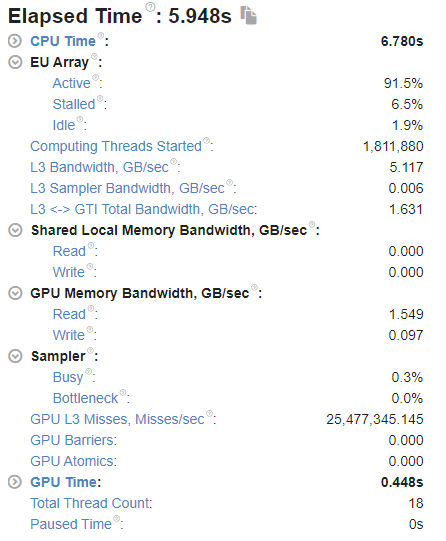 Elapsed Time ?: 5.948s
CPU Time ?: 6.780s
EU Array ?:
Active ?: 91.5%
Stalled ?: 6.5%
Idle ?: 1.9%
Computing Threads Started ?: 1,811,880
L3 Bandwidth, GB/sec ?: 5.117
L3 Sampler Bandwidth, GB/sec ?: 0.006
L3 <-> GTI Total Bandwidth, GB/sec: 1.631
Shared Local Memory Bandwidth, GB/sec ?:
Read ?: 0.000
Write ?: 0.000
GPU Memory Bandwidth, GB/sec ?:
Read ?: 1.549
Write ?: 0.097
Sampler ?:
Busy ?: 0.3%
Bottleneck ?: 0.0%
GPU L3 Misses, Misses/sec ?: 25,477,345.145
GPU Barriers: 0.000
GPU Atomics: 0.000
GPU Time: 0.448s
Total Thread Count: 18
Paused Time ?: 0s